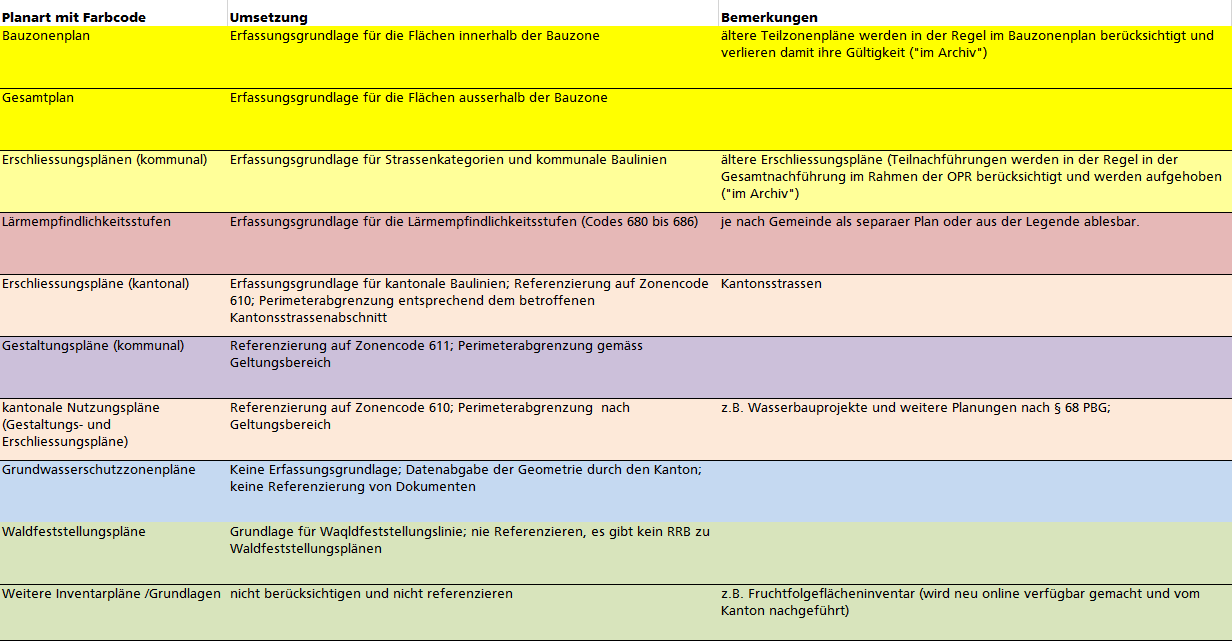 Planart mit Farbcode Umsetzung Bemerkungen
Bauzonenplan Erfassungsgrundlage für die Flächen innerhalb der Bauzone ältere Teilzonenpläne werden in der Regel im Bauzonenplan berücksichtigt und
verlieren damit ihre Gültigkeit ("im Archiv")
Gesamtplan Erfassungsgrundlage für die Flächen ausserhalb der Bauzone
Erschliessungsplänen (kommunal) Erfassungsgrundlage für Strassenkategorien und kommunale Baulinien ältere Erschliessungspläne (Teilnachführungen werden in der Regel in der
Gesamtnachführung im Rahmen der OPR berücksichtigt und werden aufgehoben
("im Archiv")
Lärmempfindlichkeitsstufen Erfassungsgrundlage für die Lärmempfindlichkeitsstufen (Codes 680 bis 686) je nach Gemeinde als separaer Plan oder aus der Legende ablesbar.
Erschliessungspläne (kantonal) Erfassungsgrundlage für kantonale Baulinien; Referenzierung auf Zonencode Kantonsstrassen
610; Perimeterabgrenzung entsprechend dem betroffenen
Kantonsstrassenabschnitt
Gestaltungspläne (kommunal) Referenzierung auf Zonencode 611; Perimeterabgrenzung gemäss
Geltungsbereich
kantonale Nutzungspläne Referenzierung auf Zonencode 610; Perimeterabgrenzung  nach z.B. Wasserbauprojekte und weitere Planungen nach § 68 PBG;
(Gestaltungs- und Geltungsbereich
Erschliessungspläne)
Grundwasserschutzzonenpläne Keine Erfassungsgrundlage; Datenabgabe der Geometrie durch den Kanton;
keine Referenzierung von Dokumenten
Waldfeststellungspläne Grundlage für Waqldfeststellungslinie; nie Referenzieren, es gibt kein RRB zu
Waldfeststellungsplänen
Weitere Inventarpläne /Grundlagen nicht berücksichtigen und nicht referenzieren z.B. Fruchtfolgeflächeninventar (wird neu online verfügbar gemacht und vom
Kanton nachgeführt)